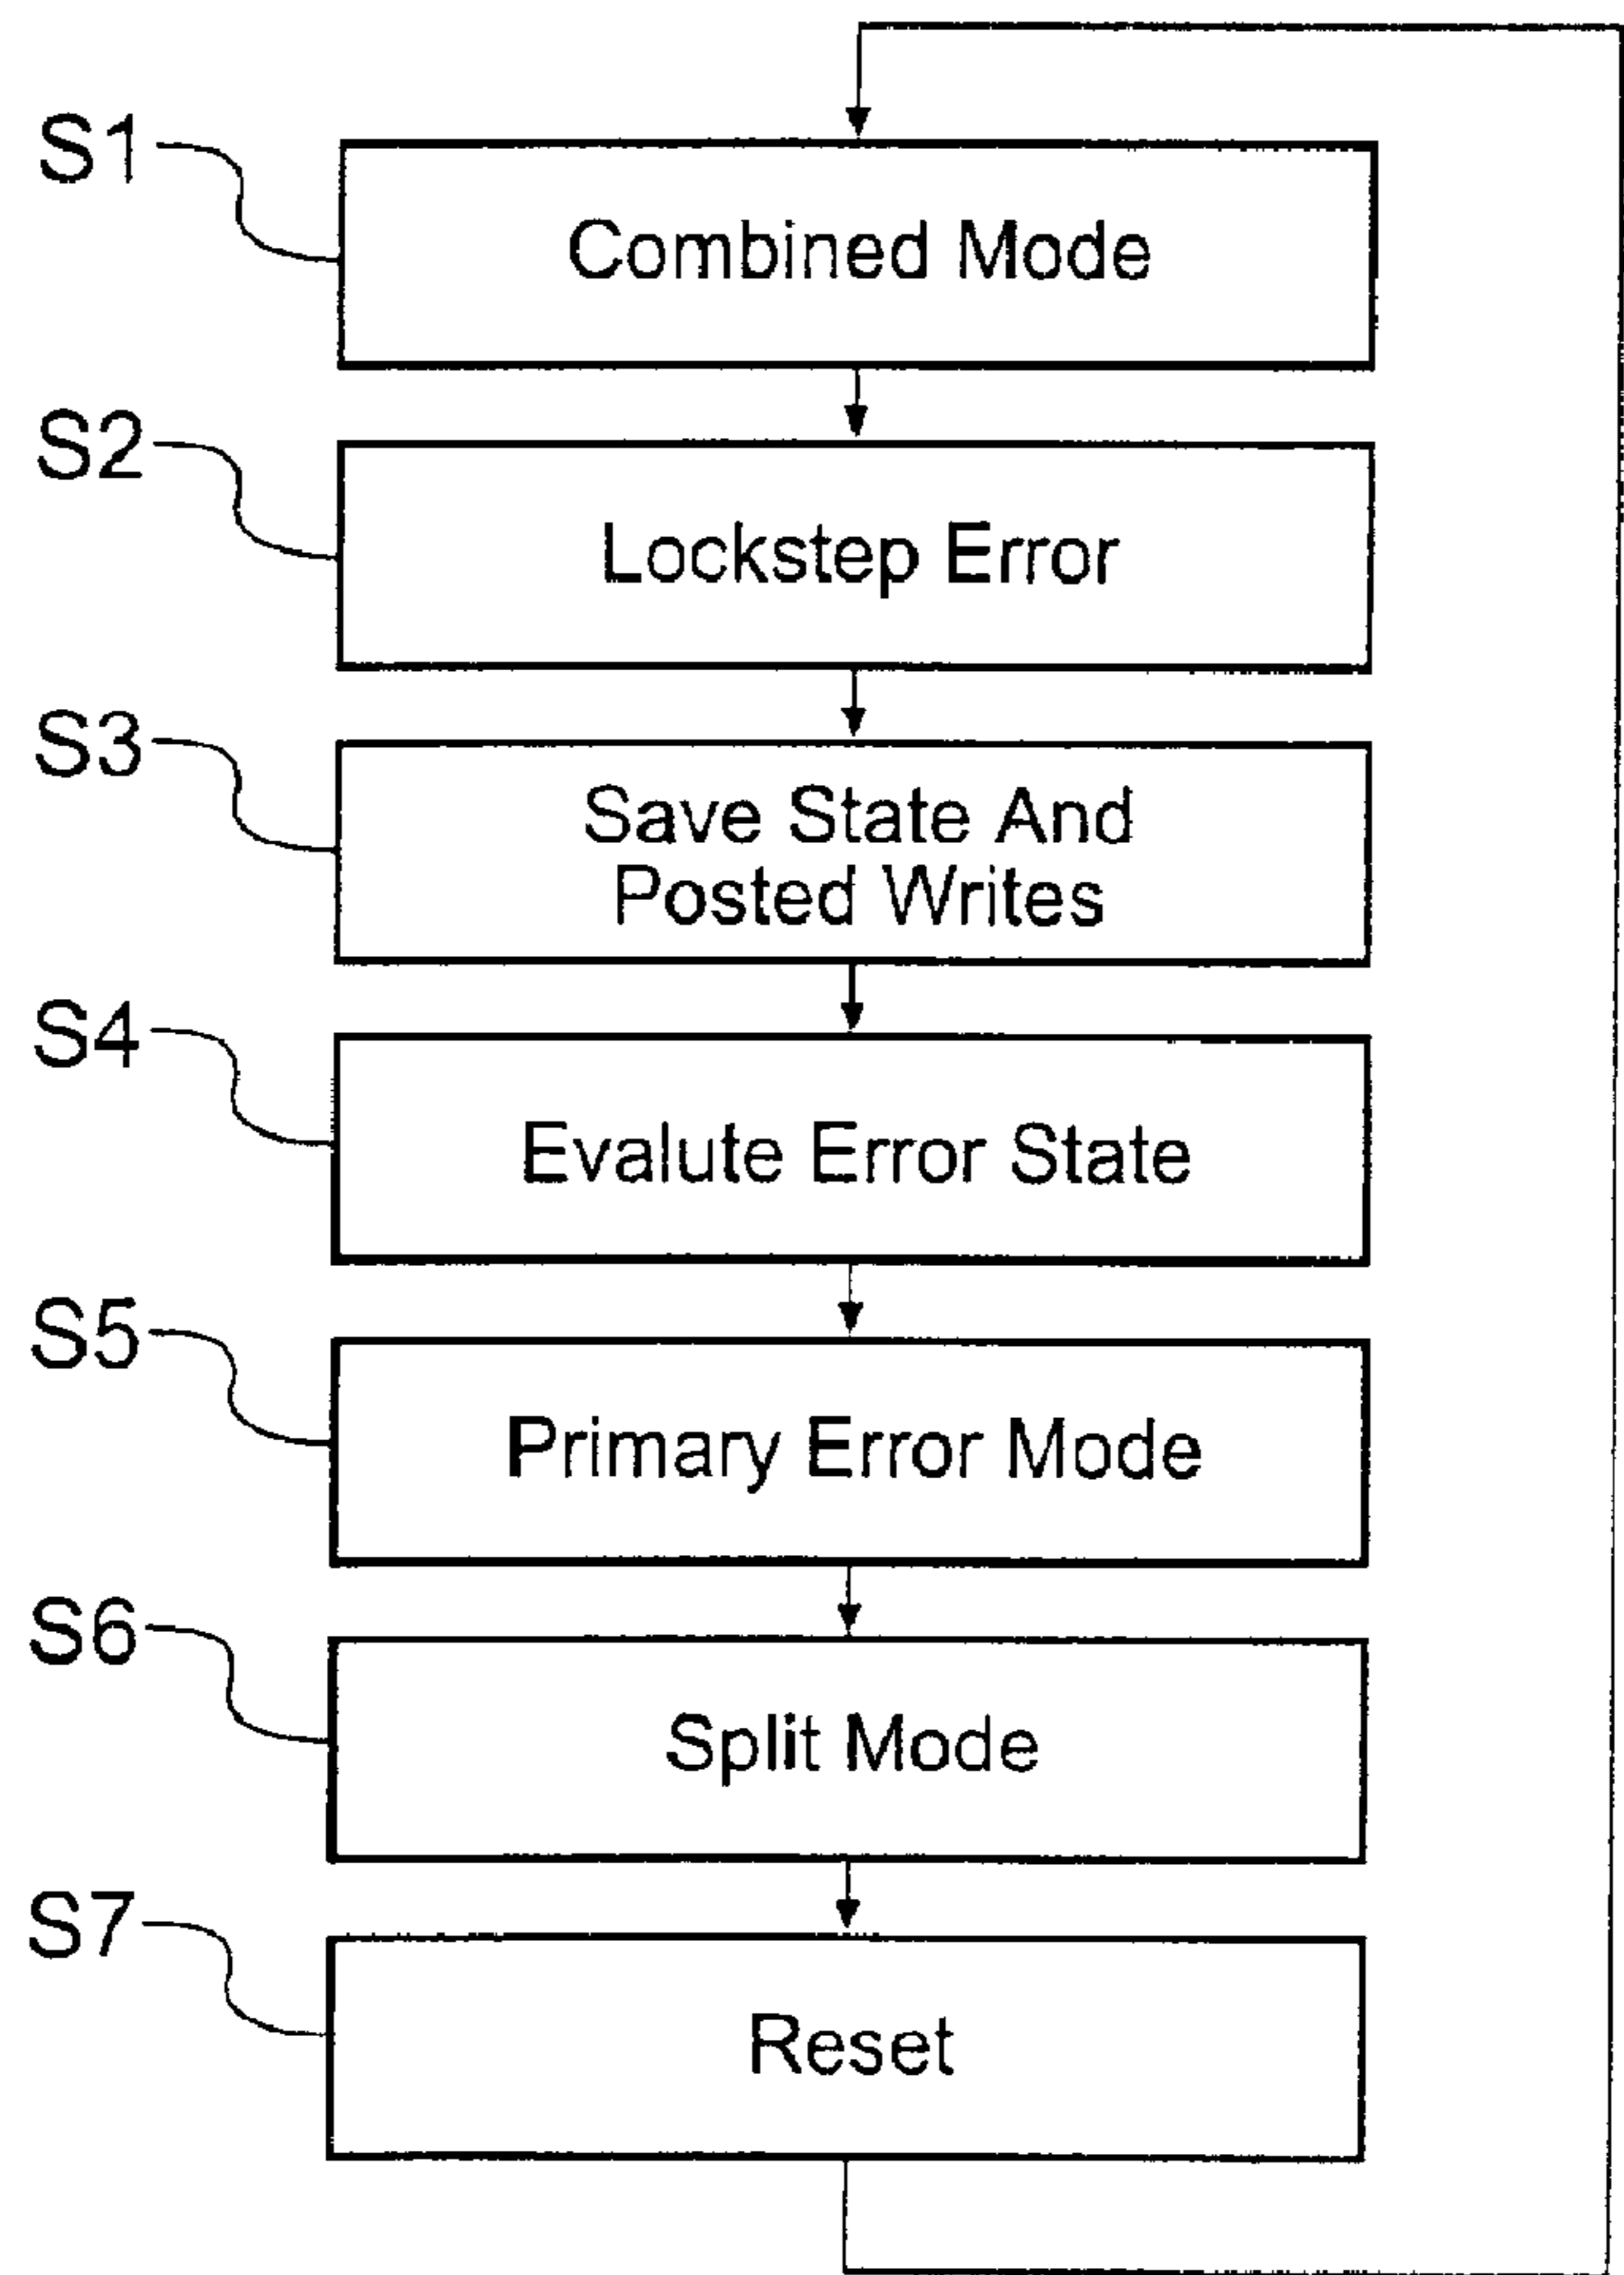 S1
Combined Mode
S2
Lockstep Error
S3
Save State And
Posted Writes
S4
Evalute Error State
S5
Primary Error Mode
S6
Split Mode
S7
Reset